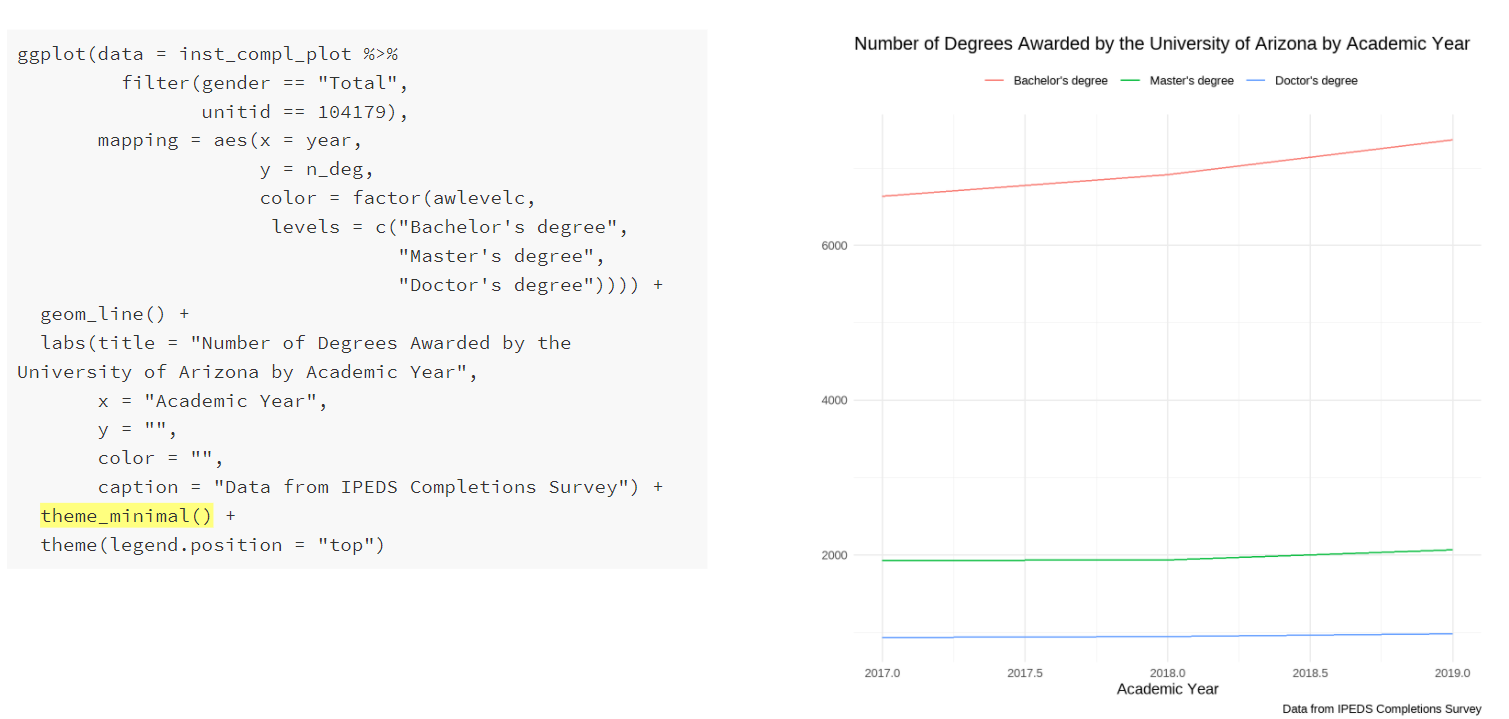 ggplot(data = inst_compl_plot %>%
         filter(gender == "Total",
                unitid == 104179),
       mapping = aes(x = year,
                     y = n_deg,
                     color = factor(awlevelc,
                      levels = c("Bachelor's degree",
                                 "Master's degree",
                                 "Doctor's degree")))) +
  geom_line() +
  labs(title = "Number of Degrees Awarded by the
University of Arizona by Academic Year",
       x = "Academic Year",
       y = "",
       color = "",
       caption = "Data from IPEDS Completions Survey") +
  theme_minimal() +
  theme(legend.position = "top")
Number of Degrees Awarded by the University of Arizona by Academic Year
Bachelor's degree Master's degree Doctor's degree
6000
4000
2000
2017.0 2017.5 2018.0 2018.5 2019.0
Academic Year
Data from IPEDS Completions Survey